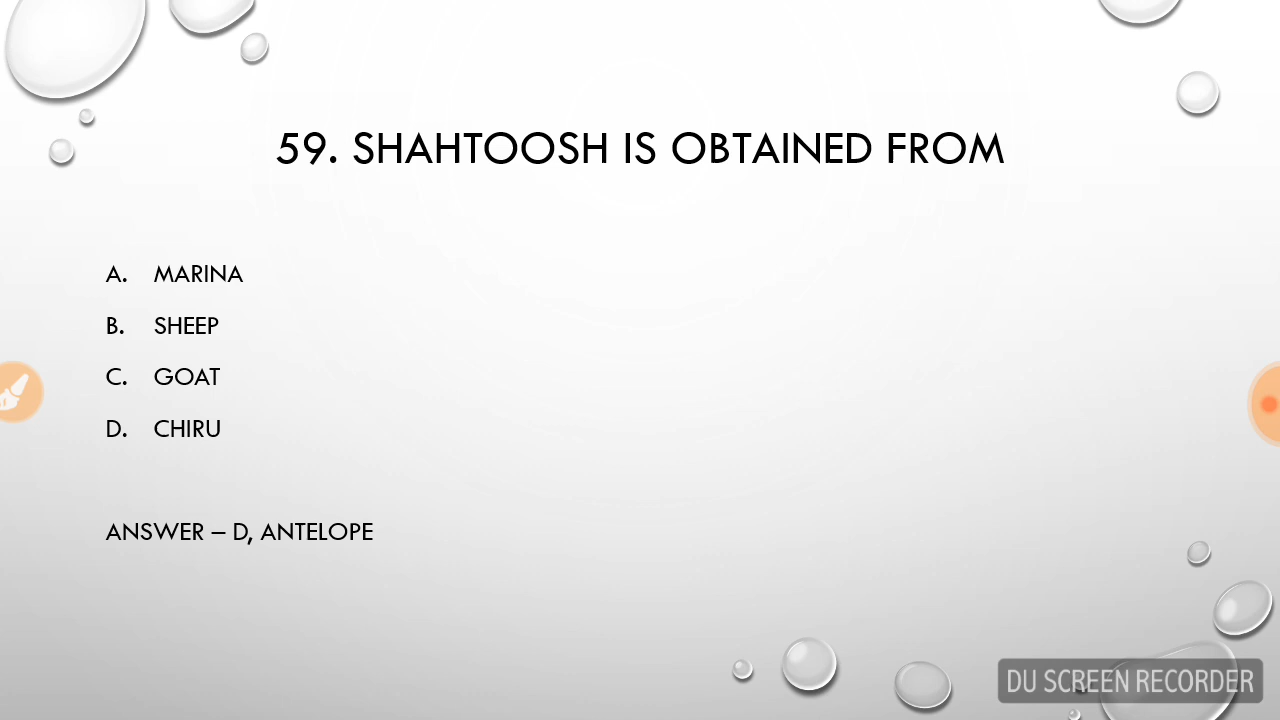 59. SHAHTOOSH IS OBTAINED FROM
A. MARINA
B. SHEEP
C. GOAT
D. CHIRU
ANSWER – D, ANTELOPE
DU SCREEN RECORDER